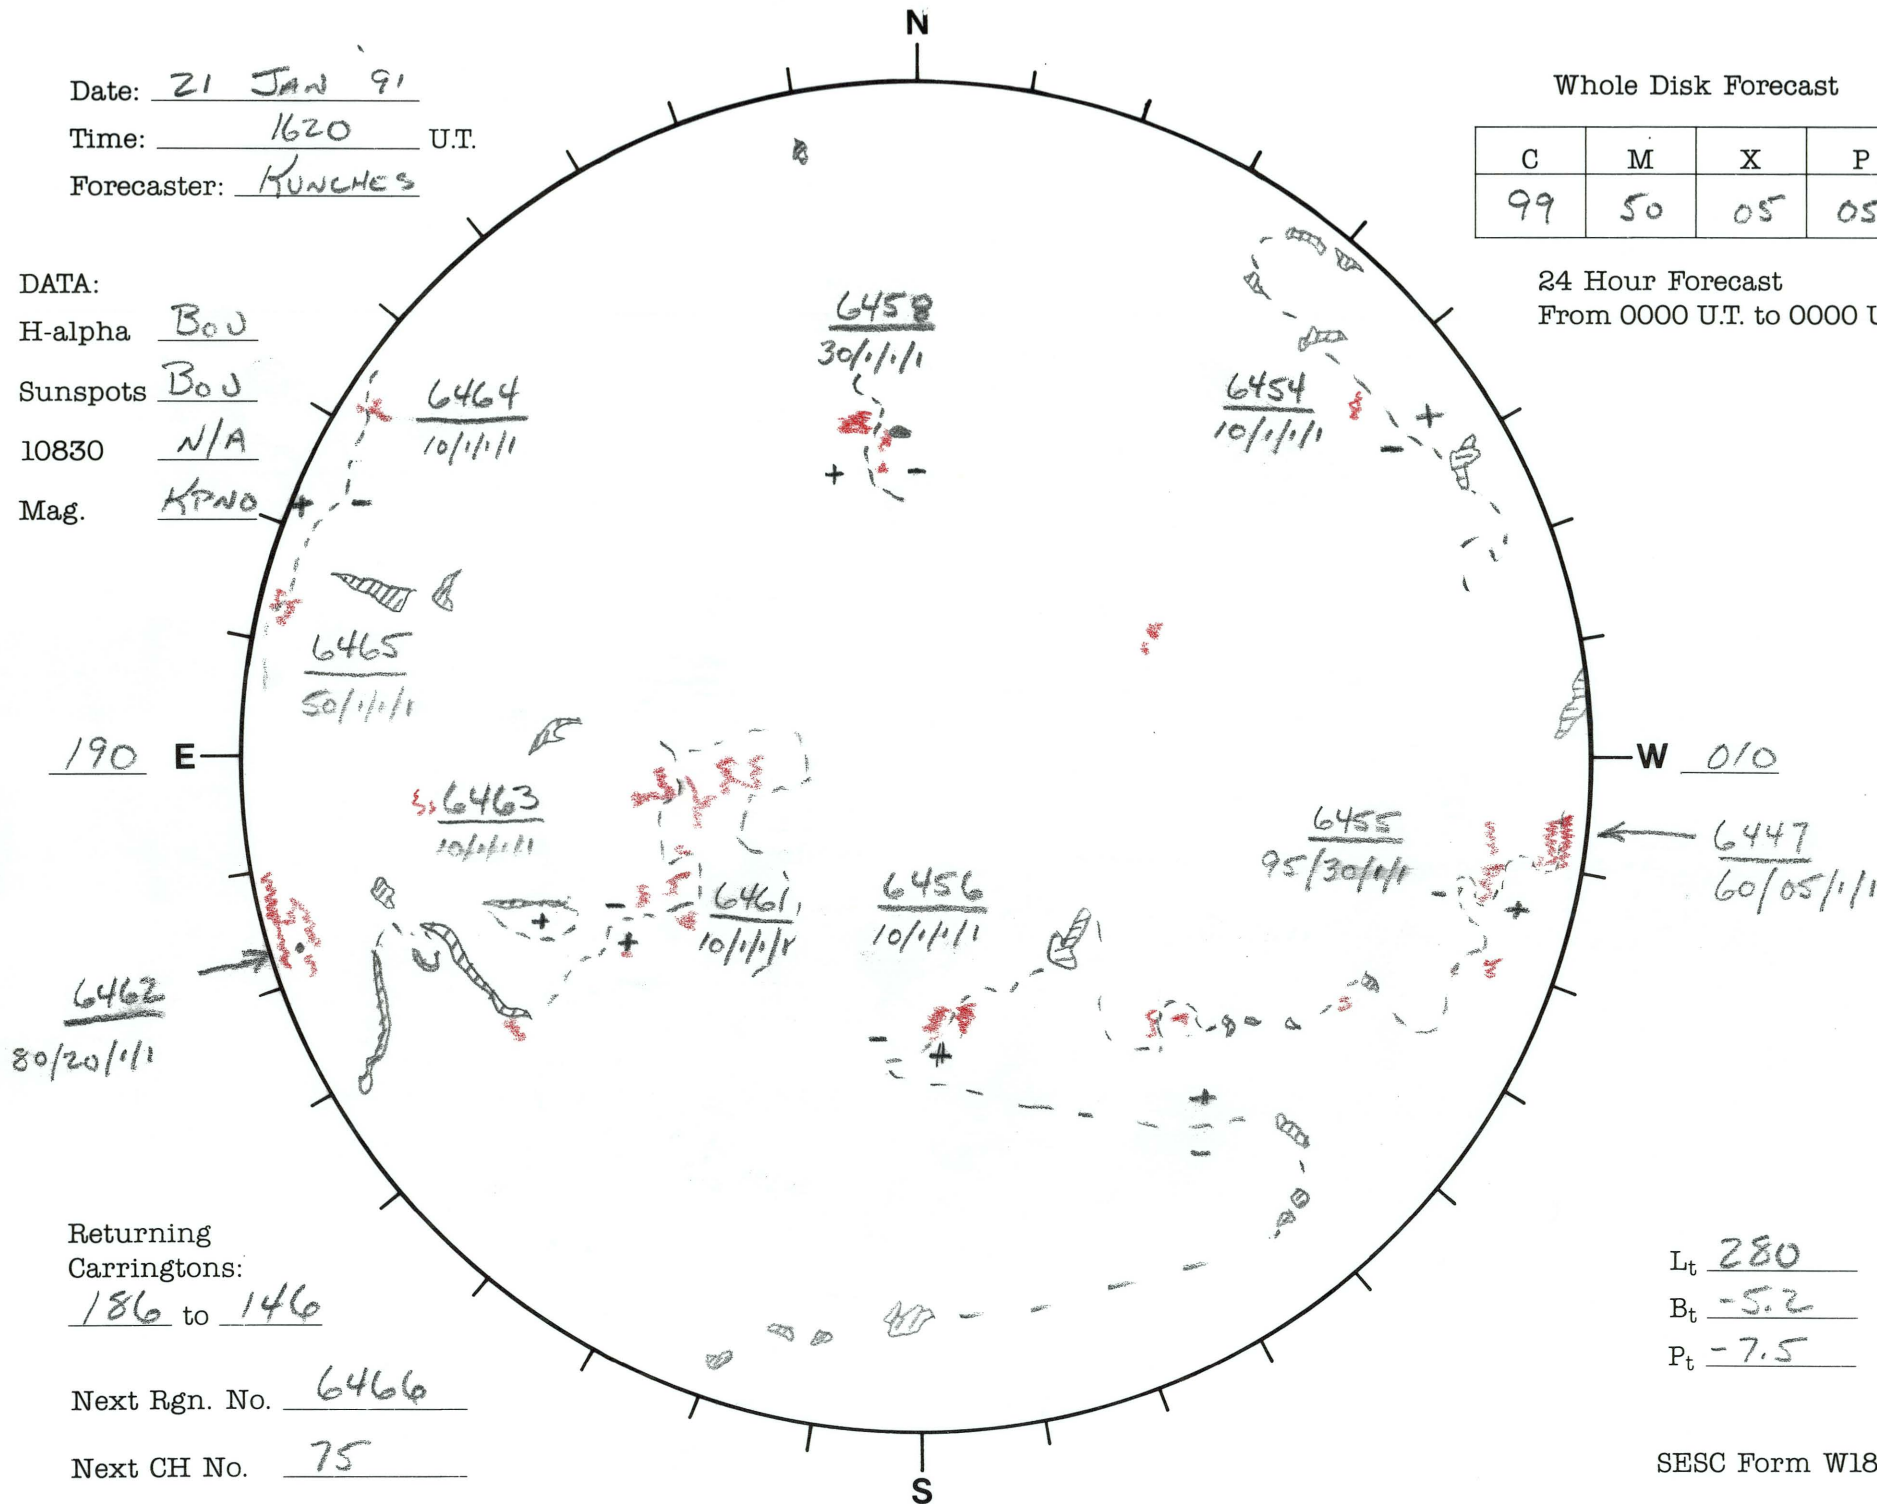 N
Date: 21 JAN '91
Time: 1620 U.T.
Forecaster: KUNCHES
Whole Disk Forecast
C M X P
99 50 05 05
24 Hour Forecast
From 0000 U.T. to 0000 U
DATA:
H-alpha BOU
Sunspots BOU
10830 N/A
Mag. KPNO
6458
30/1/1/1
6464
10/1/1/1
6454
10/1/1/1
+ -
+ -
+ -
6465
50/1/1/1
190 E
W 010
6463
10/1/1/1
6455
95/30/1/1
6447
60/05/1/1
6461
10/1/1/1
6456
10/1/1/1
+ - +
- +
6462
80/20/1/1
- +
+ -
Returning
Carringtons:
186 to 146
Next Rgn. No. 6466
Next CH No. 75
Lt 280
Bt -5.2
Pt -7.5
SESC Form W18
S